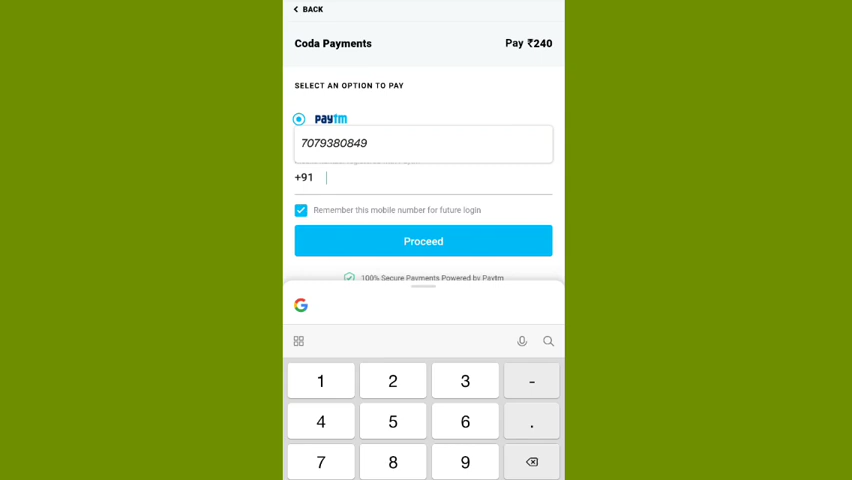 BACK
Coda Payments Pay ₹240
SELECT AN OPTION TO PAY
paytm
7079380849
+91
Remember this mobile number for future login
Proceed
100% Secure Payments Powered by Paytm
G
1 2 3 -
4 5 6 .
7 8 9